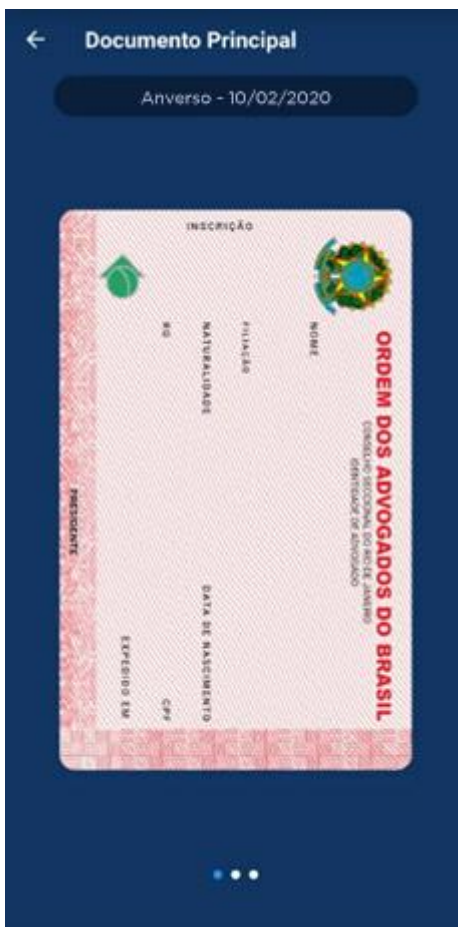 Documento Principal
Anverso - 10/02/2020
ORDEM DOS ADVOGADOS DO BRASIL
CONSELHO SECCIONAL DO RIO DE JANEIRO
IDENTIDADE DE ADVOGADO
INSCRIÇÃO
NOME
FILIAÇÃO
NATURALIDADE
DATA DE NASCIMENTO
RG
CPF
EXPEDIDO EM
PRESIDENTE